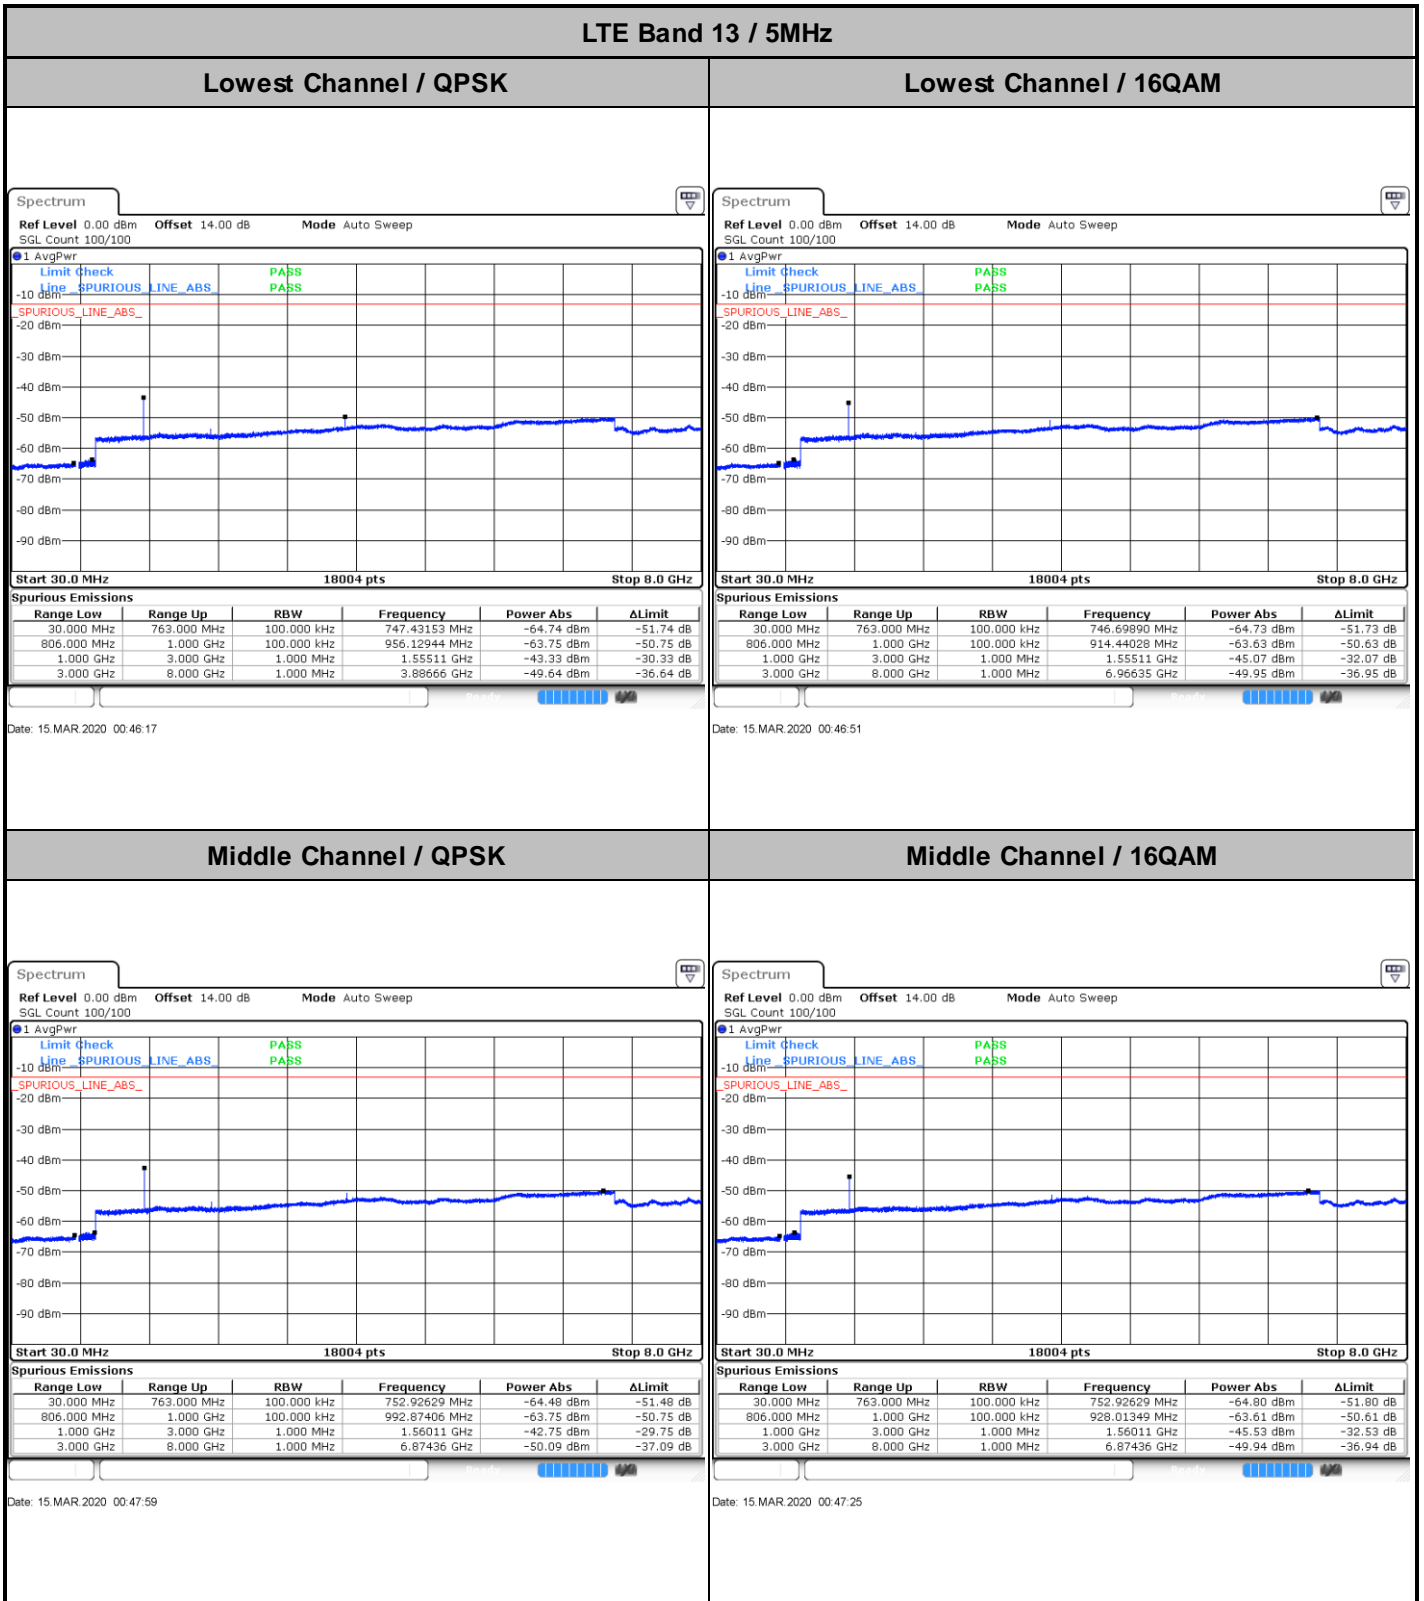 LTE Band 13 / 5MHz
Lowest Channel / QPSK
Lowest Channel / 16QAM
Spectrum
Ref Level 0.00 dBm Offset 14.00 dB Mode Auto Sweep
SGL Count 100/100
1 AvgPwr
Limit Check PASS
Line _SPURIOUS_LINE_ABS_ PASS
-10 dBm
_SPURIOUS_LINE_ABS_
-20 dBm
-30 dBm
-40 dBm
-50 dBm
-60 dBm
-70 dBm
-80 dBm
-90 dBm
Start 30.0 MHz 18004 pts Stop 8.0 GHz
Spurious Emissions
Range Low Range Up RBW Frequency Power Abs ΔLimit
30.000 MHz 763.000 MHz 100.000 kHz 747.43153 MHz -64.74 dBm -51.74 dB
806.000 MHz 1.000 GHz 100.000 kHz 956.12944 MHz -63.75 dBm -50.75 dB
1.000 GHz 3.000 GHz 1.000 MHz 1.55511 GHz -43.33 dBm -30.33 dB
3.000 GHz 8.000 GHz 1.000 MHz 3.88666 GHz -49.64 dBm -36.64 dB
Ready
Date: 15.MAR.2020 00:46:17
Spectrum
Ref Level 0.00 dBm Offset 14.00 dB Mode Auto Sweep
SGL Count 100/100
1 AvgPwr
Limit Check PASS
Line _SPURIOUS_LINE_ABS_ PASS
-10 dBm
_SPURIOUS_LINE_ABS_
-20 dBm
-30 dBm
-40 dBm
-50 dBm
-60 dBm
-70 dBm
-80 dBm
-90 dBm
Start 30.0 MHz 18004 pts Stop 8.0 GHz
Spurious Emissions
Range Low Range Up RBW Frequency Power Abs ΔLimit
30.000 MHz 763.000 MHz 100.000 kHz 746.69890 MHz -64.73 dBm -51.73 dB
806.000 MHz 1.000 GHz 100.000 kHz 914.44028 MHz -63.63 dBm -50.63 dB
1.000 GHz 3.000 GHz 1.000 MHz 1.55511 GHz -45.07 dBm -32.07 dB
3.000 GHz 8.000 GHz 1.000 MHz 6.96635 GHz -49.95 dBm -36.95 dB
Ready
Date: 15.MAR.2020 00:46:51
Middle Channel / QPSK
Middle Channel / 16QAM
Spectrum
Ref Level 0.00 dBm Offset 14.00 dB Mode Auto Sweep
SGL Count 100/100
1 AvgPwr
Limit Check PASS
Line _SPURIOUS_LINE_ABS_ PASS
-10 dBm
_SPURIOUS_LINE_ABS_
-20 dBm
-30 dBm
-40 dBm
-50 dBm
-60 dBm
-70 dBm
-80 dBm
-90 dBm
Start 30.0 MHz 18004 pts Stop 8.0 GHz
Spurious Emissions
Range Low Range Up RBW Frequency Power Abs ΔLimit
30.000 MHz 763.000 MHz 100.000 kHz 752.92629 MHz -64.48 dBm -51.48 dB
806.000 MHz 1.000 GHz 100.000 kHz 992.87406 MHz -63.75 dBm -50.75 dB
1.000 GHz 3.000 GHz 1.000 MHz 1.56011 GHz -42.75 dBm -29.75 dB
3.000 GHz 8.000 GHz 1.000 MHz 6.87436 GHz -50.09 dBm -37.09 dB
Ready
Date: 15.MAR.2020 00:47:59
Spectrum
Ref Level 0.00 dBm Offset 14.00 dB Mode Auto Sweep
SGL Count 100/100
1 AvgPwr
Limit Check PASS
Line _SPURIOUS_LINE_ABS_ PASS
-10 dBm
_SPURIOUS_LINE_ABS_
-20 dBm
-30 dBm
-40 dBm
-50 dBm
-60 dBm
-70 dBm
-80 dBm
-90 dBm
Start 30.0 MHz 18004 pts Stop 8.0 GHz
Spurious Emissions
Range Low Range Up RBW Frequency Power Abs ΔLimit
30.000 MHz 763.000 MHz 100.000 kHz 752.92629 MHz -64.80 dBm -51.80 dB
806.000 MHz 1.000 GHz 100.000 kHz 928.01349 MHz -63.61 dBm -50.61 dB
1.000 GHz 3.000 GHz 1.000 MHz 1.56011 GHz -45.53 dBm -32.53 dB
3.000 GHz 8.000 GHz 1.000 MHz 6.87436 GHz -49.94 dBm -36.94 dB
Ready
Date: 15.MAR.2020 00:47:25